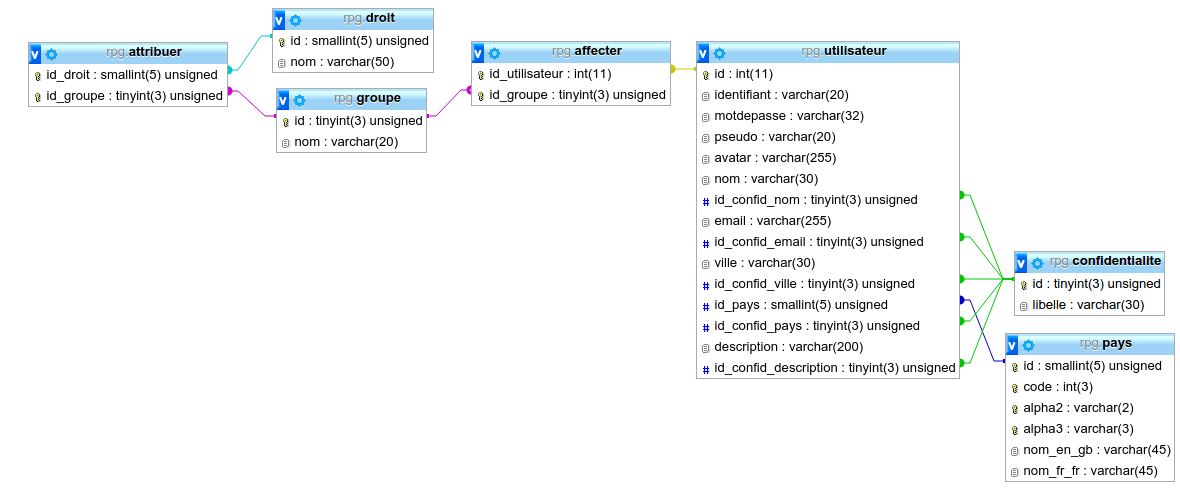 rpg.attribuer
id_droit : smallint(5) unsigned
id_groupe : tinyint(3) unsigned
rpg.droit
id : smallint(5) unsigned
nom : varchar(50)
rpg.groupe
id : tinyint(3) unsigned
nom : varchar(20)
rpg.affecter
id_utilisateur : int(11)
id_groupe : tinyint(3) unsigned
rpg.utilisateur
id : int(11)
identifiant : varchar(20)
motdepasse : varchar(32)
pseudo : varchar(20)
avatar : varchar(255)
nom : varchar(30)
id_confid_nom : tinyint(3) unsigned
email : varchar(255)
id_confid_email : tinyint(3) unsigned
ville : varchar(30)
id_confid_ville : tinyint(3) unsigned
id_pays : smallint(5) unsigned
id_confid_pays : tinyint(3) unsigned
description : varchar(200)
id_confid_description : tinyint(3) unsigned
rpg.confidentialite
id : tinyint(3) unsigned
libelle : varchar(30)
rpg.pays
id : smallint(5) unsigned
code : int(3)
alpha2 : varchar(2)
alpha3 : varchar(3)
nom_en_gb : varchar(45)
nom_fr_fr : varchar(45)